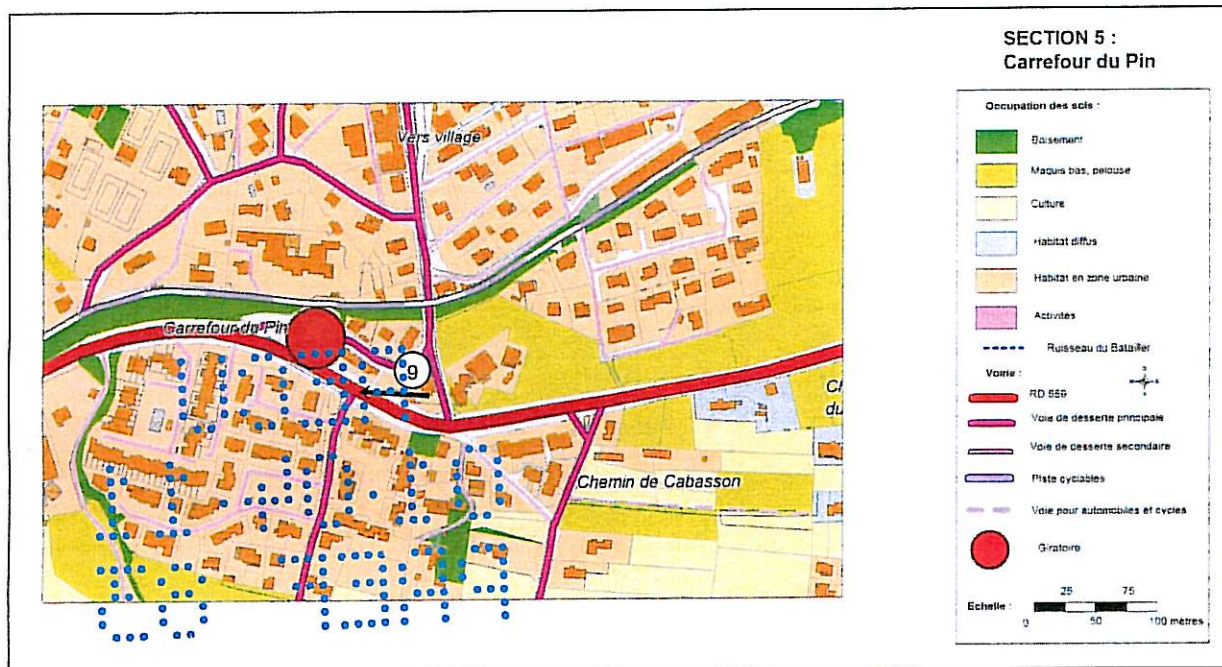 SECTION 5 :
Carrefour du Pin
Vers village
Carrefour du Pin
9
Chemin de Cabasson
Occupation des sols :
Boisement
Maquis bas, pelouse
Culture
Habitat diffus
Habitat en zone urbaine
Activités
Ruisseau du Batailler
Voirie :
RD 559
Voie de desserte principale
Voie de desserte secondaire
Piste cyclables
Voie pour automobiles et cycles
Giratoire
25 75
Echelle :
0 50 100 mètres